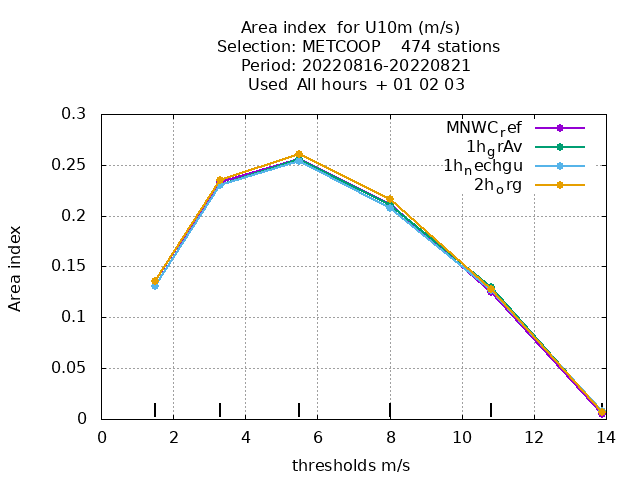 Area index  for U10m (m/s)
Selection: METCOOP    474 stations
Period: 20220816-20220821
Used  All hours  + 01 02 03
MNWC_ref
1h_grAv
1h_nechgu
2h_org
0.3
0.25
0.2
0.15
0.1
0.05
0
Area index
0 2 4 6 8 10 12 14
thresholds m/s